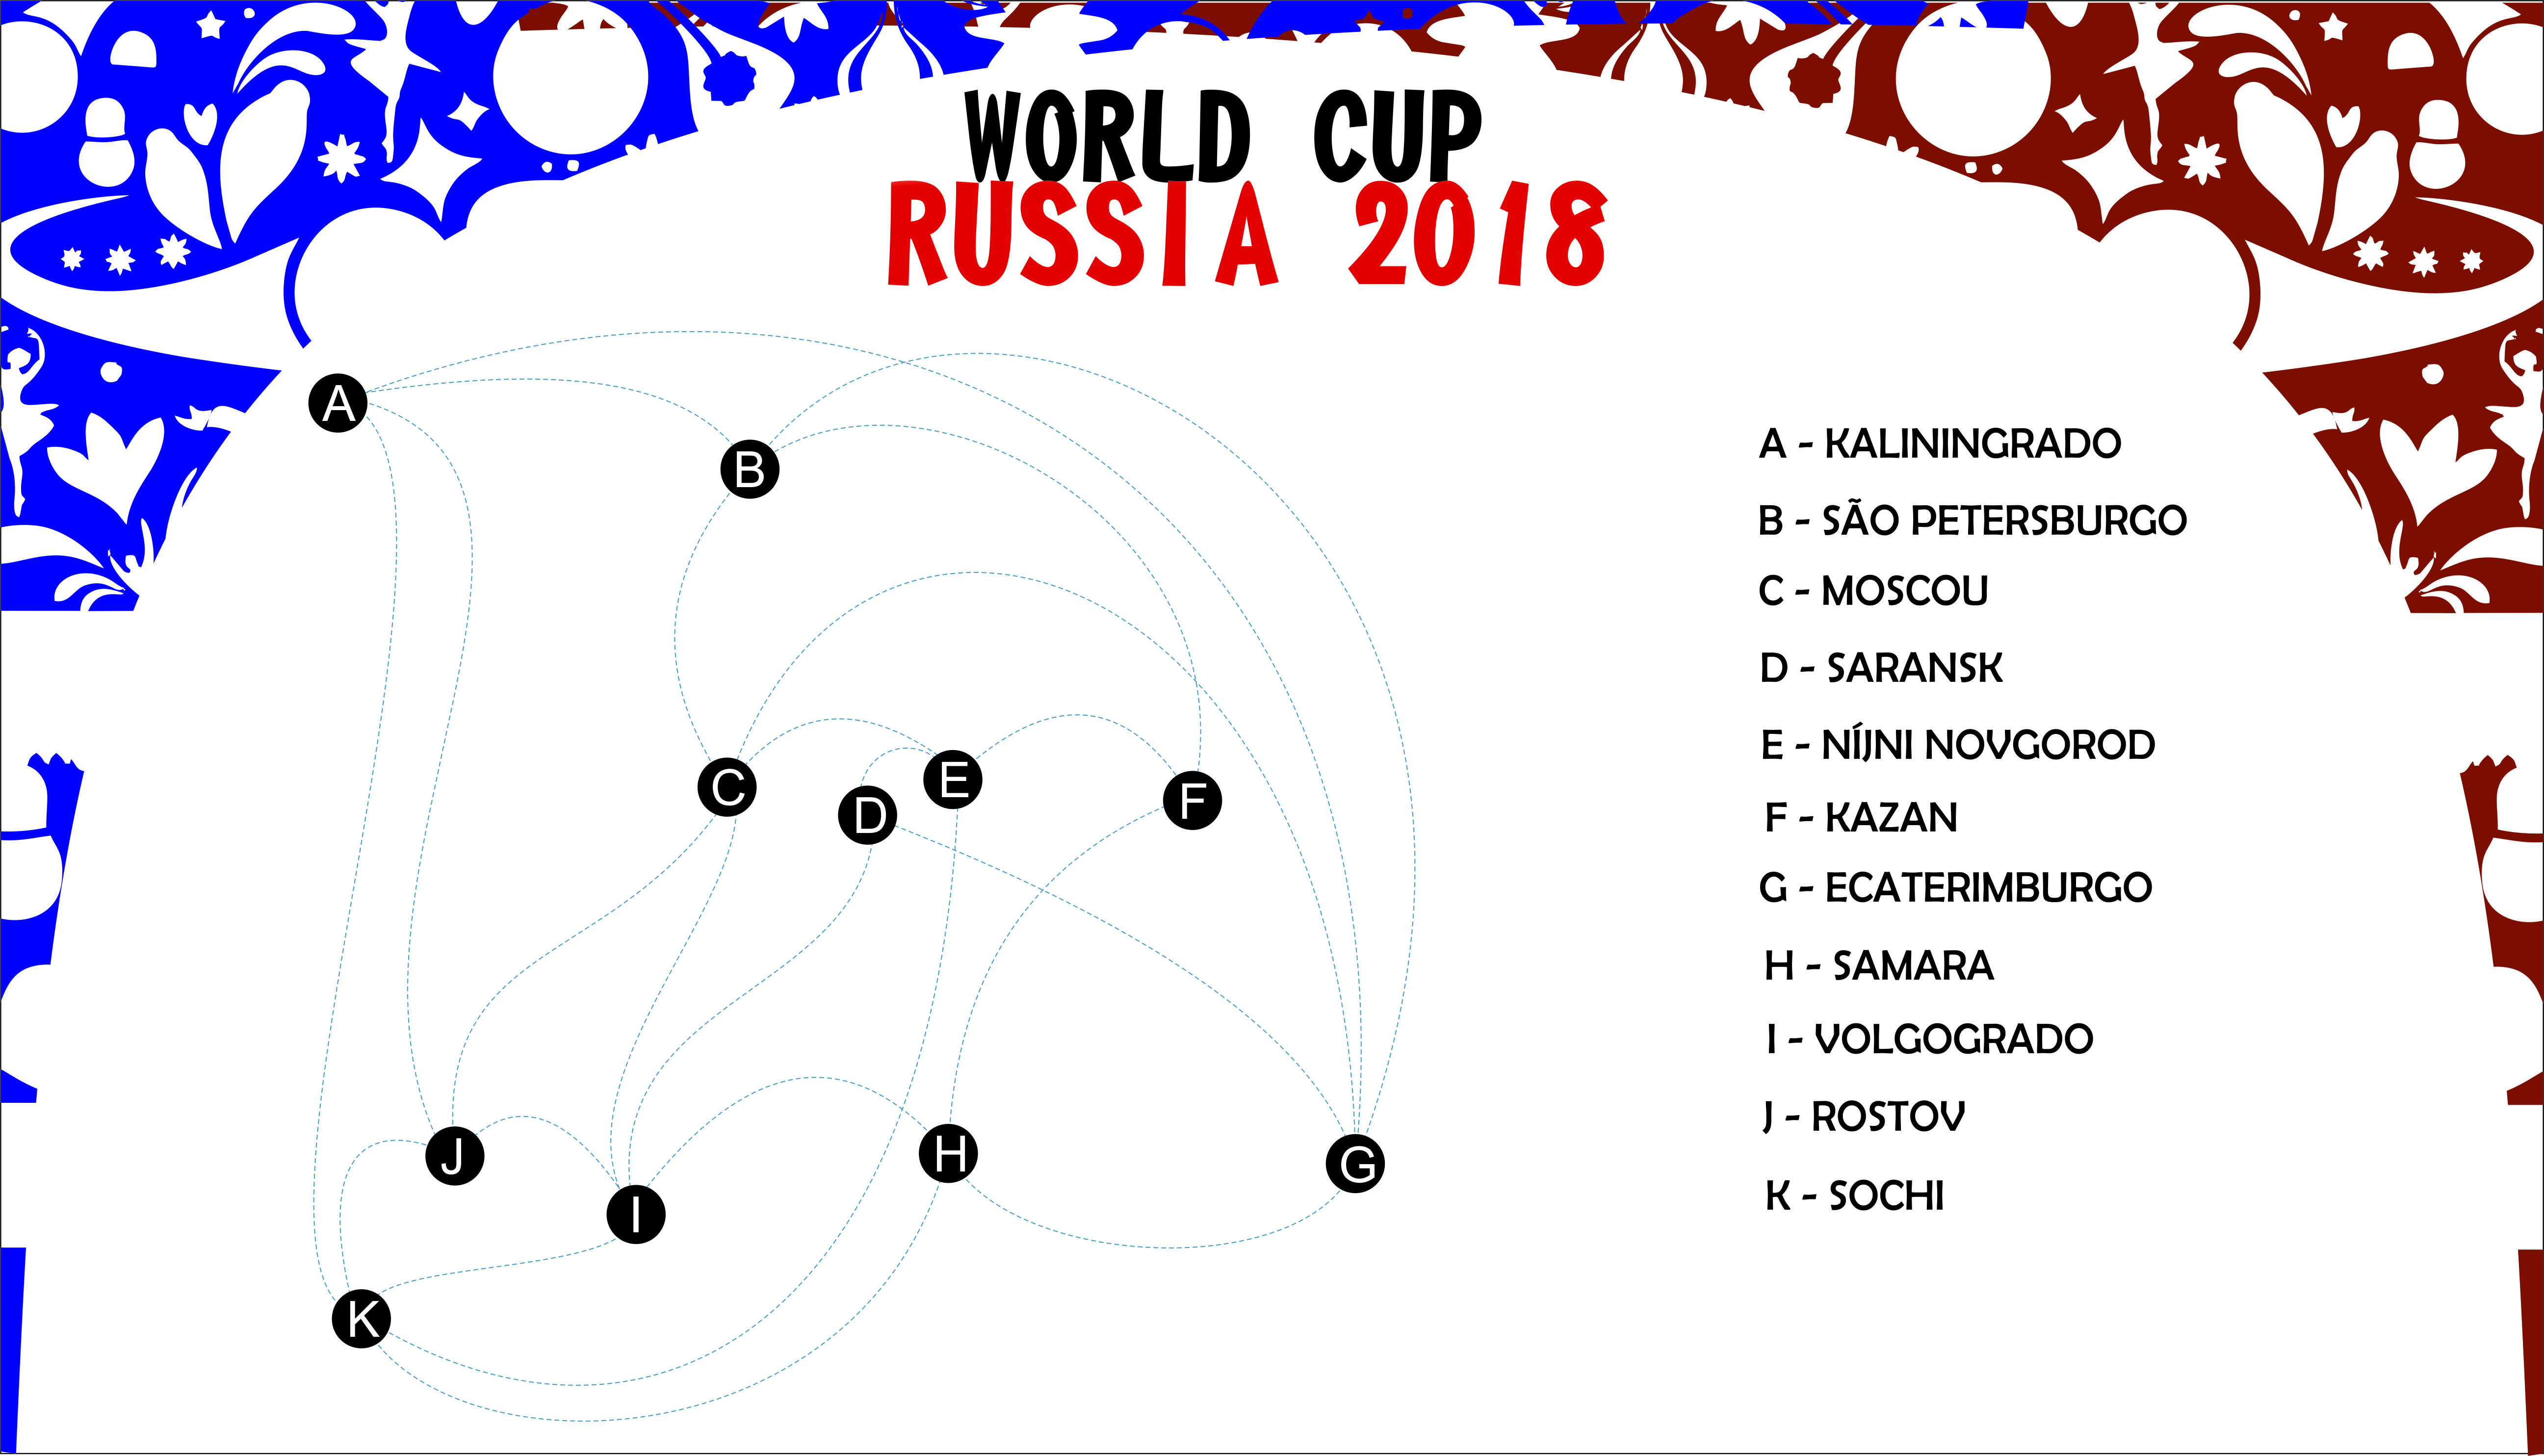 WORLD CUP
RUSSIA 2018
A
B
C
D
E
F
G
H
I
J
K
A - KALININGRADO
B - SÃO PETERSBURGO
C - MOSCOU
D - SARANSK
E - NÍJNI NOVGOROD
F - KAZAN
G - ECATERIMBURGO
H - SAMARA
I - VOLGOGRADO
J - ROSTOV
K - SOCHI